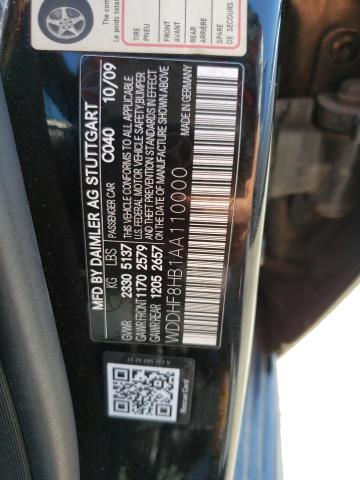 Le poids total
TIRE
PNEU
FRONT
AVANT
REAR
ARRIÈRE
SPARE
DE SECOURS
MFD BY DAIMLER AG STUTTGART
PASSENGER CAR C040 10/09
KG LBS THIS VEHICLE CONFORMS TO ALL APPLICABLE
GVWR 2330 5137 U.S. FEDERAL MOTOR VEHICLE SAFETY/BUMPER
GAWR FRONT 1170 2579 AND THEFT PREVENTION STANDARDS IN EFFECT
GAWR REAR 1205 2657 ON THE DATE OF MANUFACTURE SHOWN ABOVE
WDDHF8HB1AA110000
Rescue Card